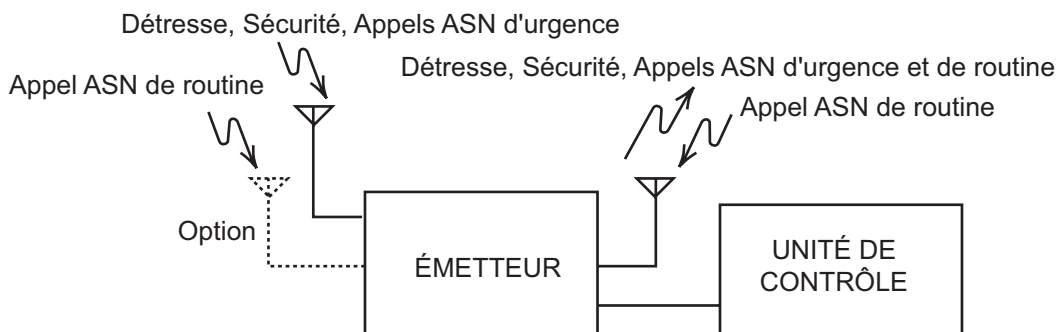 Détresse, Sécurité, Appels ASN d'urgence
Détresse, Sécurité, Appels ASN d'urgence et de routine
Appel ASN de routine
Appel ASN de routine
Option
ÉMETTEUR
UNITÉ DE
CONTRÔLE